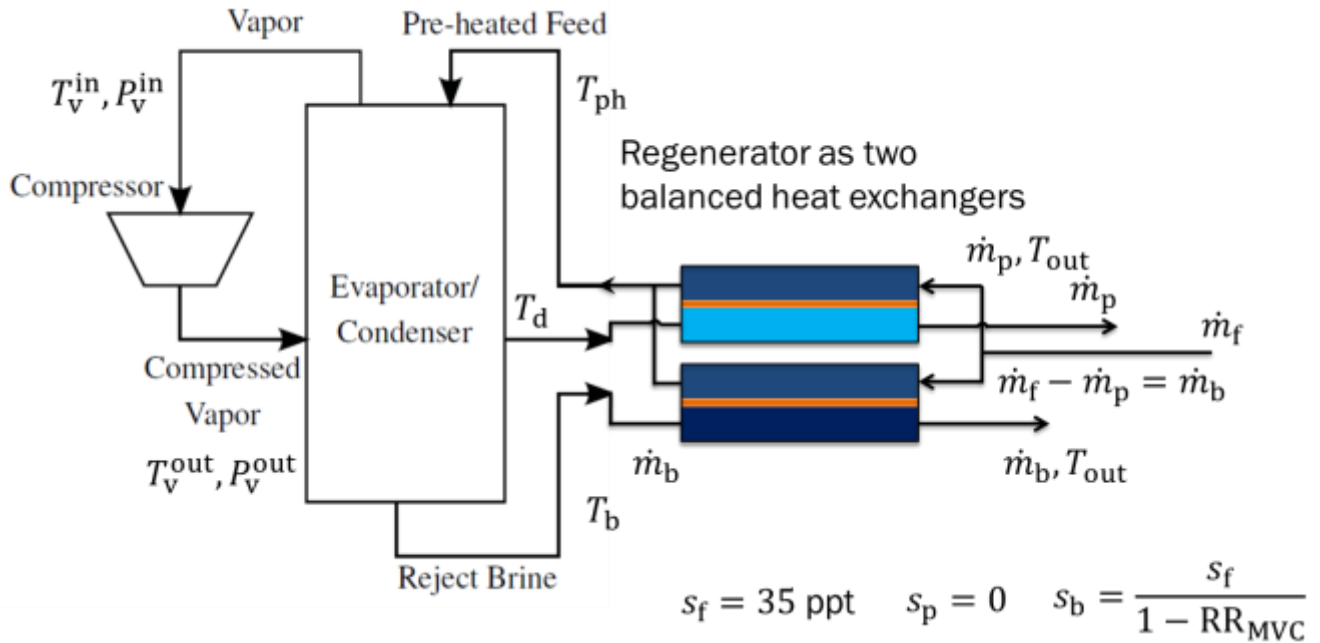 Vapor
Pre-heated Feed
T_v^in, P_v^in
T_ph
Regenerator as two
balanced heat exchangers
Compressor
ṁ_p, T_out
ṁ_p
Evaporator/
Condenser
T_d
ṁ_f
Compressed
Vapor
ṁ_f − ṁ_p = ṁ_b
T_v^out, P_v^out
ṁ_b
ṁ_b, T_out
T_b
Reject Brine
s_f = 35 ppt s_p = 0 s_b = s_f / (1 − RR_MVC)